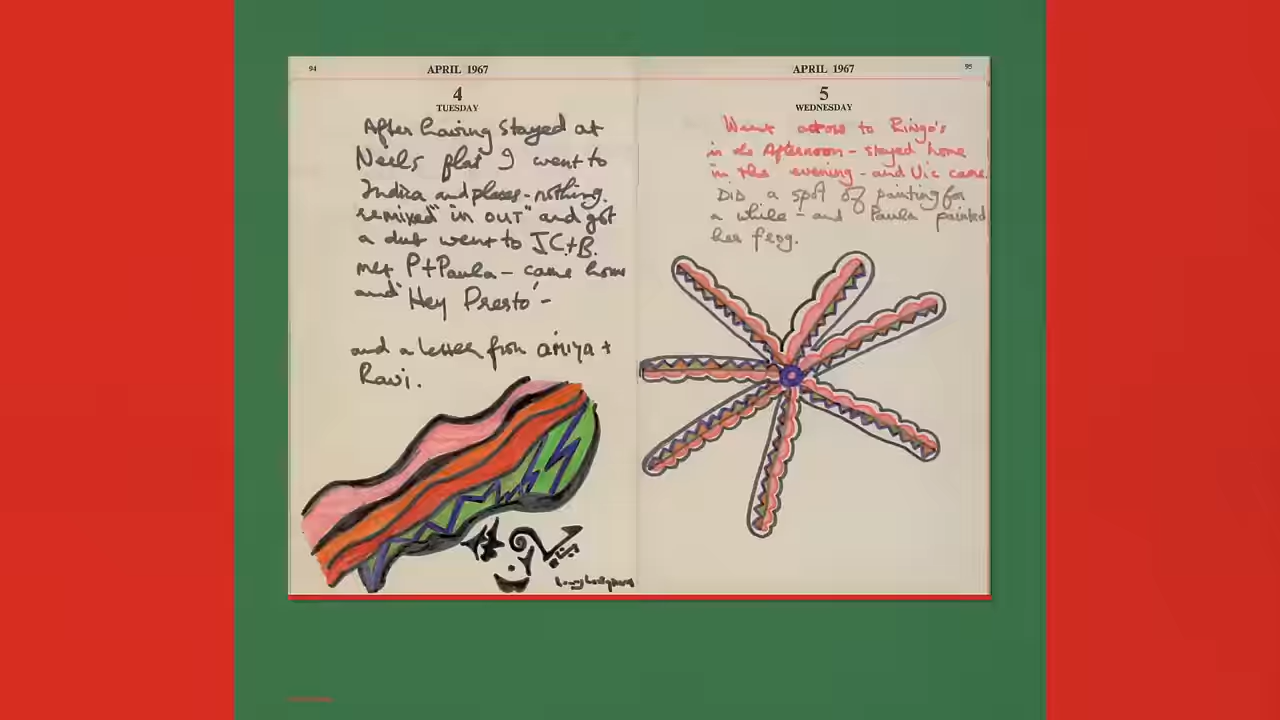 94
APRIL 1967
4
TUESDAY
After having stayed at
Neils flat I went to
Indica and places - nothing.
remixed "in out" and got
a dub went to I.C.+B.
met P+Paula - came home
and 'Hey Presto' -
and a letter from amiya +
Ravi.
95
APRIL 1967
5
WEDNESDAY
Went across to Ringo's
in the Afternoon - stayed home
in the evening - and Vic came.
DID a spot of painting for
a while - and Paula painted
her frog.